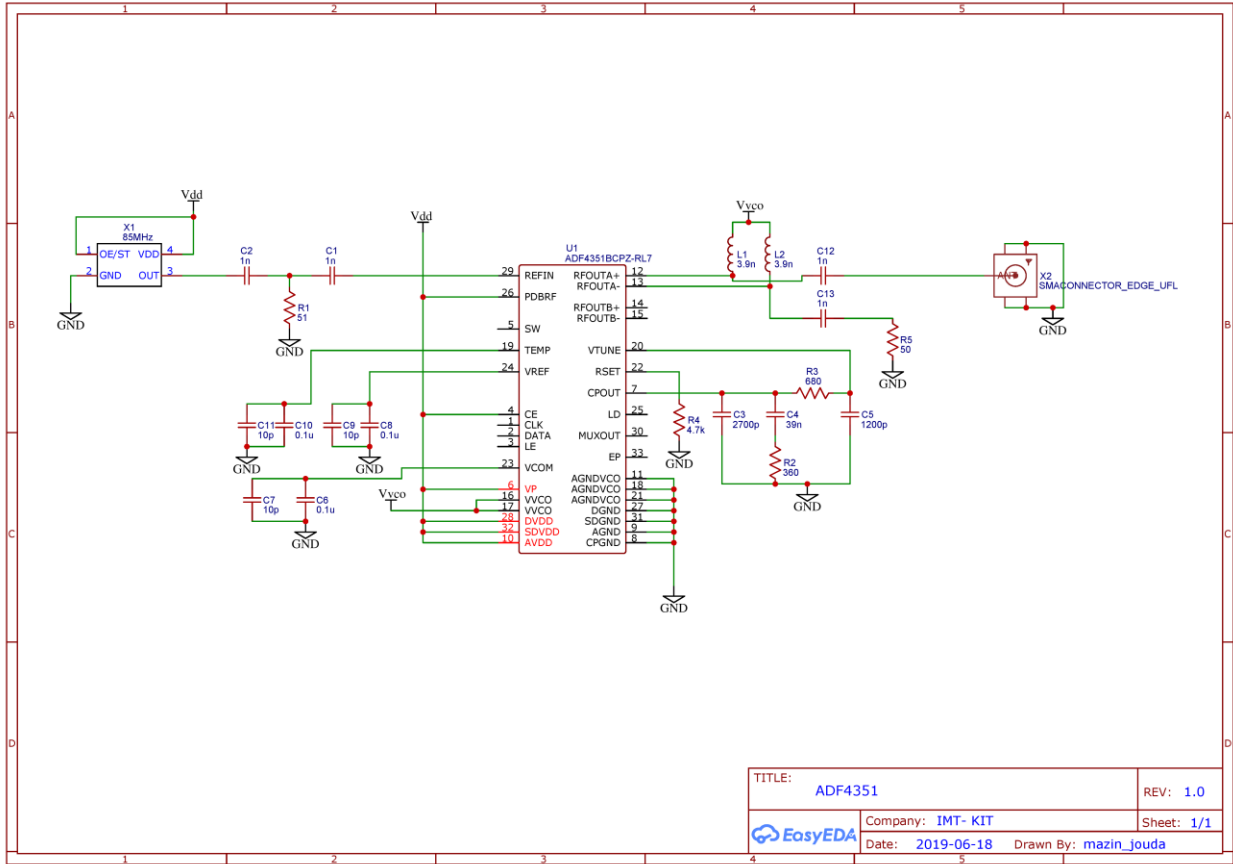 1 2 3 4 5
A A
B B
C C
D D
1 2 3 4 5
Vdd
X1
85MHz
1 OE/ST VDD 4
2 GND OUT 3
GND
C2
1n
C1
1n
R1
51
GND
Vdd
U1
ADF4351BCPZ-RL7
29 REFIN
26 PDBRF
5 SW
19 TEMP
24 VREF
4 CE
1 CLK
2 DATA
3 LE
23 VCOM
6 VP
16 VVCO
17 VVCO
28 DVDD
32 SDVDD
10 AVDD
RFOUTA+ 12
RFOUTA- 13
RFOUTB+ 14
RFOUTB- 15
VTUNE 20
RSET 22
CPOUT 7
LD 25
MUXOUT 30
EP 33
AGNDVCO 11
AGNDVCO 18
AGNDVCO 21
DGND 27
SDGND 31
AGND 9
CPGND 8
GND
C11
10p
C10
0.1u
GND
C9
10p
C8
0.1u
GND
C7
10p
C6
0.1u
GND
Vvco
Vvco
L1
3.9n
L2
3.9n
C12
1n
C13
1n
R5
50
GND
ANT
X2
SMACONNECTOR_EDGE_UFL
GND
R4
4.7k
GND
R3
680
C3
2700p
C4
39n
C5
1200p
R2
360
GND
TITLE:
ADF4351
REV: 1.0
EasyEDA
Company: IMT- KIT
Sheet: 1/1
Date: 2019-06-18 Drawn By: mazin_jouda